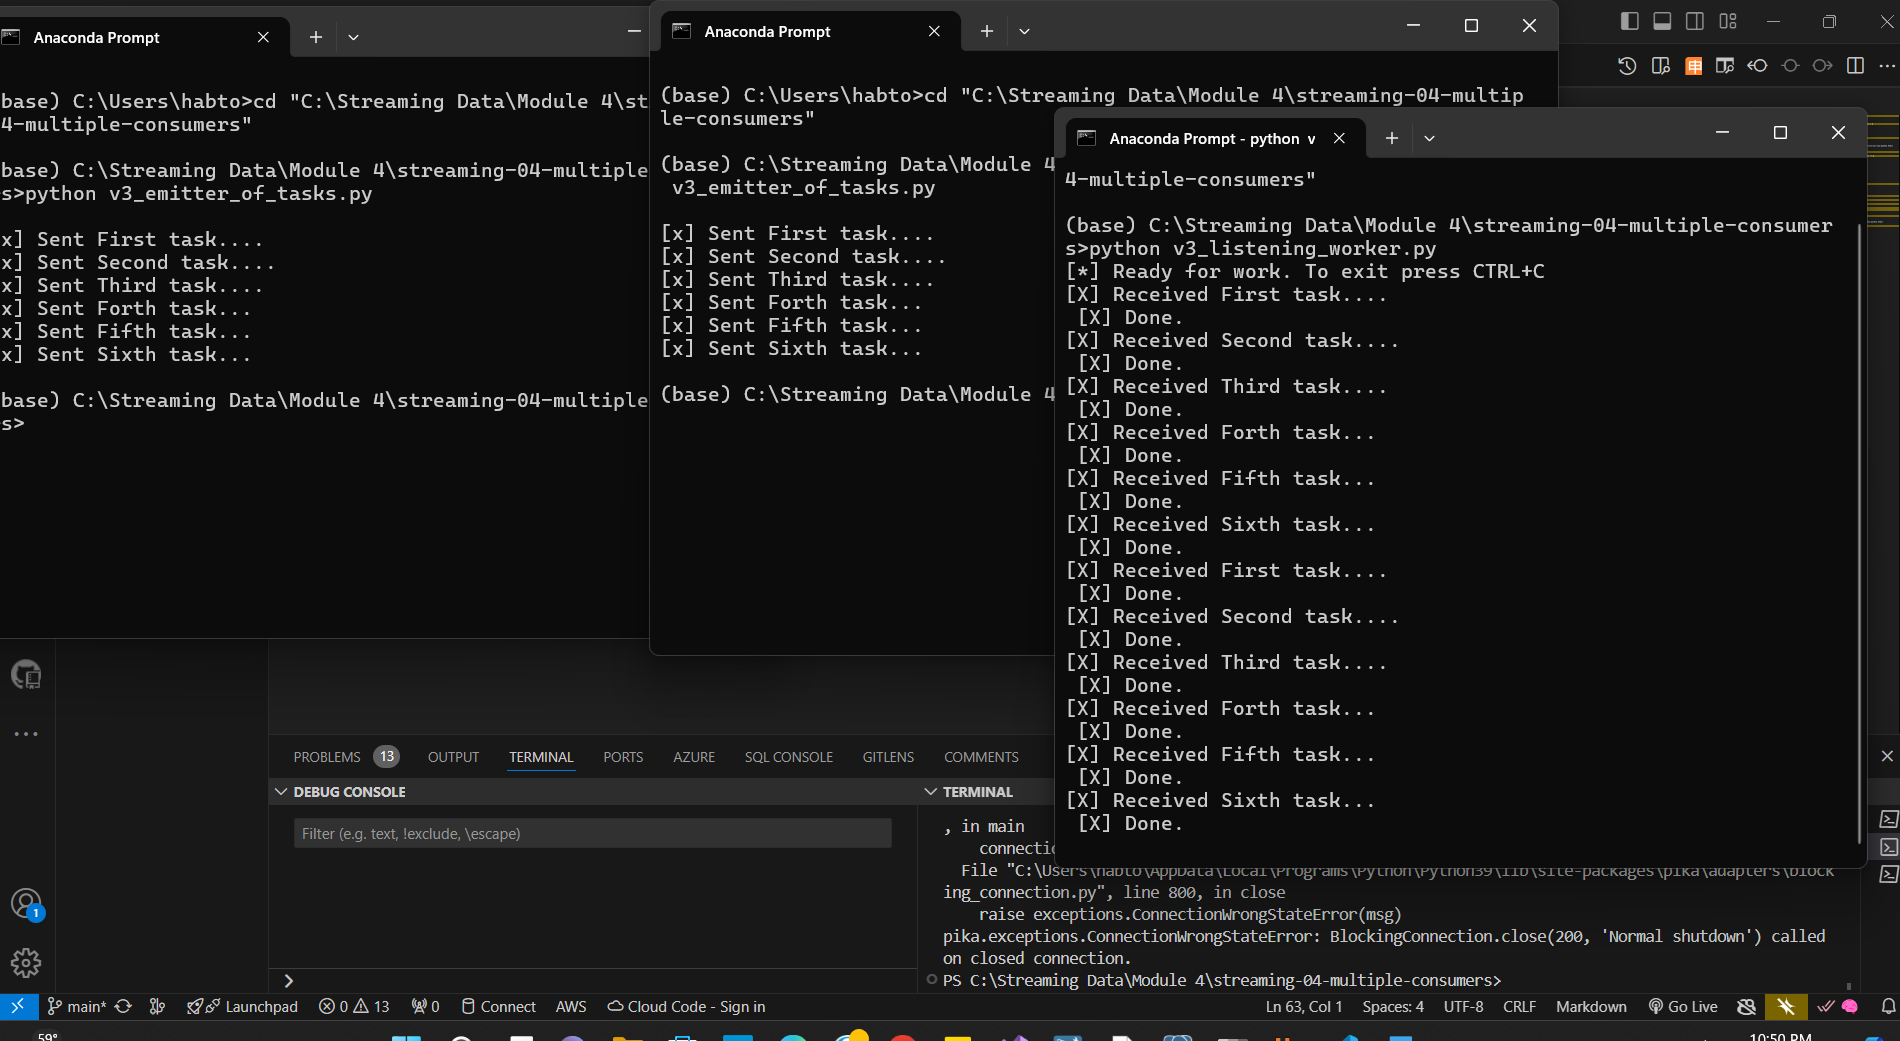 Anaconda Prompt
base) C:\Users\habto>cd "C:\Streaming Data\Module 4\st
4-multiple-consumers"
base) C:\Streaming Data\Module 4\streaming-04-multiple
s>python v3_emitter_of_tasks.py
x] Sent First task....
x] Sent Second task....
x] Sent Third task....
x] Sent Forth task...
x] Sent Fifth task...
x] Sent Sixth task...
base) C:\Streaming Data\Module 4\streaming-04-multiple
s>
Anaconda Prompt
(base) C:\Users\habto>cd "C:\Streaming Data\Module 4\streaming-04-multip
le-consumers"
(base) C:\Streaming Data\Module 4
v3_emitter_of_tasks.py
[x] Sent First task....
[x] Sent Second task....
[x] Sent Third task....
[x] Sent Forth task...
[x] Sent Fifth task...
[x] Sent Sixth task...
(base) C:\Streaming Data\Module 4
Anaconda Prompt - python v
4-multiple-consumers"
(base) C:\Streaming Data\Module 4\streaming-04-multiple-consumer
s>python v3_listening_worker.py
[*] Ready for work. To exit press CTRL+C
[X] Received First task....
[X] Done.
[X] Received Second task....
[X] Done.
[X] Received Third task....
[X] Done.
[X] Received Forth task...
[X] Done.
[X] Received Fifth task...
[X] Done.
[X] Received Sixth task...
[X] Done.
[X] Received First task....
[X] Done.
[X] Received Second task....
[X] Done.
[X] Received Third task....
[X] Done.
[X] Received Forth task...
[X] Done.
[X] Received Fifth task...
[X] Done.
[X] Received Sixth task...
[X] Done.
PROBLEMS 13 OUTPUT TERMINAL PORTS AZURE SQL CONSOLE GITLENS COMMENTS
DEBUG CONSOLE
Filter (e.g. text, !exclude, \escape)
TERMINAL
, in main
connectio
File "C:\Users\habto\AppData\Local\Programs\Python\Python39\lib\site-packages\pika\adapters\block
ing_connection.py", line 800, in close
raise exceptions.ConnectionWrongStateError(msg)
pika.exceptions.ConnectionWrongStateError: BlockingConnection.close(200, 'Normal shutdown') called
on closed connection.
PS C:\Streaming Data\Module 4\streaming-04-multiple-consumers>
1
main* Launchpad 0 13 0 Connect AWS Cloud Code - Sign in Ln 63, Col 1 Spaces: 4 UTF-8 CRLF Markdown Go Live
59° 10:50 PM